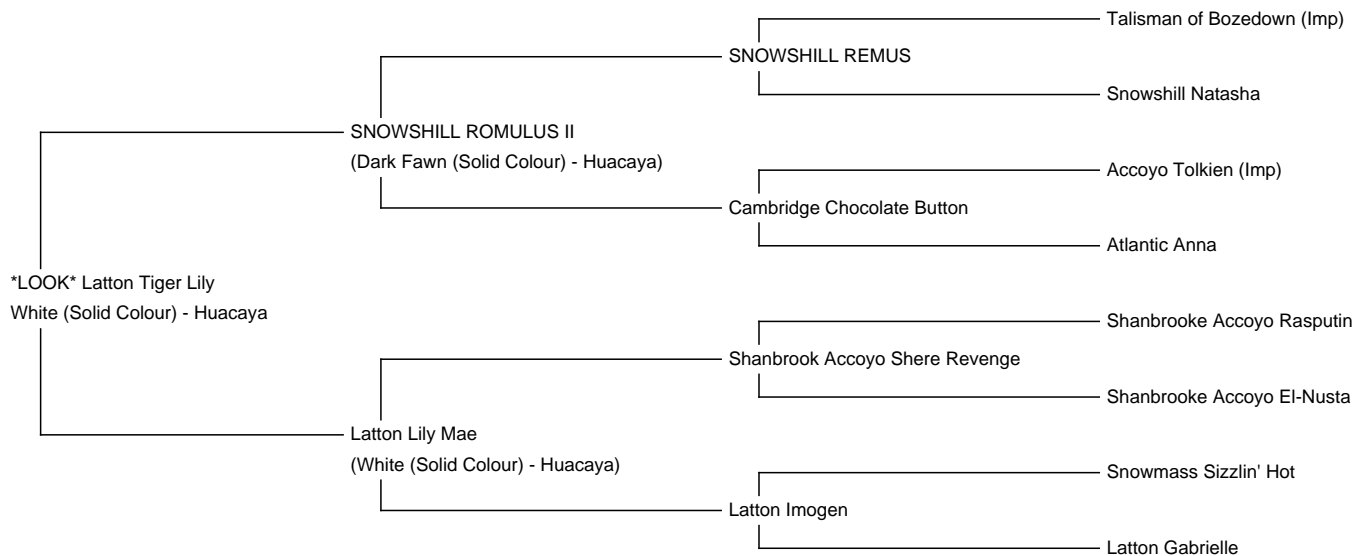 Talisman of Bozedown (Imp)
SNOWSHILL REMUS
Snowshill Natasha
SNOWSHILL ROMULUS II
(Dark Fawn (Solid Colour) - Huacaya)
Accoyo Tolkien (Imp)
Cambridge Chocolate Button
Atlantic Anna
*LOOK* Latton Tiger Lily
White (Solid Colour) - Huacaya
Shanbrooke Accoyo Rasputin
Shanbrook Accoyo Shere Revenge
Shanbrooke Accoyo El-Nusta
Latton Lily Mae
(White (Solid Colour) - Huacaya)
Snowmass Sizzlin' Hot
Latton Imogen
Latton Gabrielle